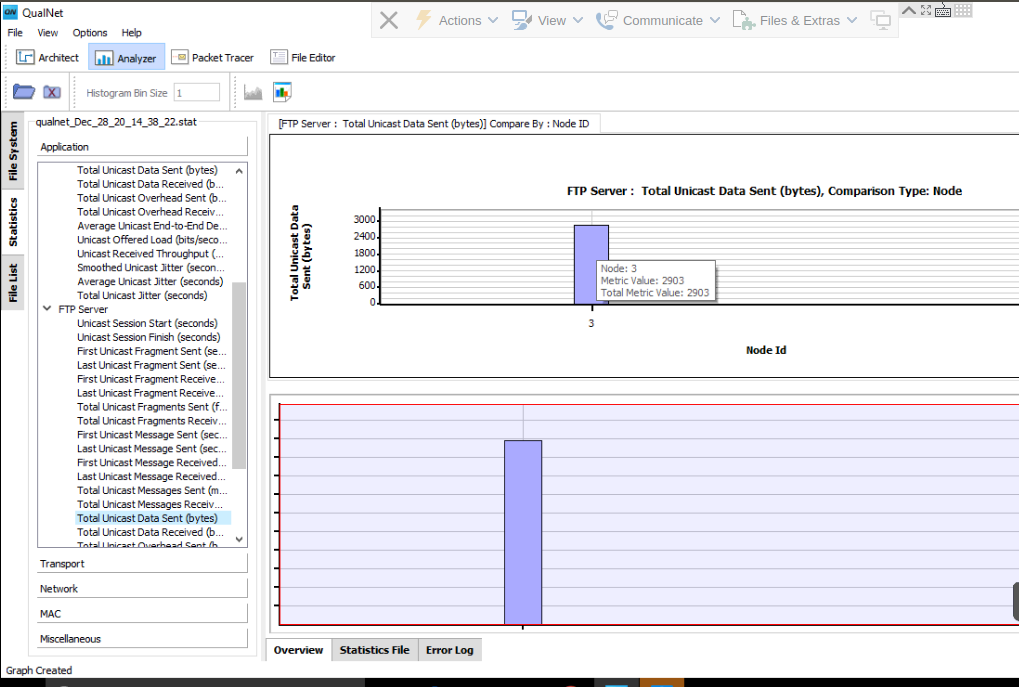 QN QualNet
File View Options Help
Actions View Communicate Files & Extras
Architect Analyzer Packet Tracer File Editor
Histogram Bin Size 1
File System
Statistics
File List
qualnet_Dec_28_20_14_38_22.stat
Application
Total Unicast Data Sent (bytes)
Total Unicast Data Received (b...
Total Unicast Overhead Sent (b...
Total Unicast Overhead Receiv...
Average Unicast End-to-End De...
Unicast Offered Load (bits/seco...
Unicast Received Throughput (...
Smoothed Unicast Jitter (secon...
Average Unicast Jitter (seconds)
Total Unicast Jitter (seconds)
FTP Server
Unicast Session Start (seconds)
Unicast Session Finish (seconds)
First Unicast Fragment Sent (se...
Last Unicast Fragment Sent (se...
First Unicast Fragment Receive...
Last Unicast Fragment Receive...
Total Unicast Fragments Sent (f...
Total Unicast Fragments Receiv...
First Unicast Message Sent (sec...
Last Unicast Message Sent (sec...
First Unicast Message Received...
Last Unicast Message Received...
Total Unicast Messages Sent (m...
Total Unicast Messages Receiv...
Total Unicast Data Sent (bytes)
Total Unicast Data Received (b...
Total Unicast Overhead Sent (b...
Transport
Network
MAC
Miscellaneous
[FTP Server : Total Unicast Data Sent (bytes)] Compare By : Node ID
FTP Server : Total Unicast Data Sent (bytes), Comparison Type: Node
Total Unicast Data
Sent (bytes)
3000
2400
1800
1200
600
0
Node: 3
Metric Value: 2903
Total Metric Value: 2903
3
Node Id
Overview Statistics File Error Log
Graph Created